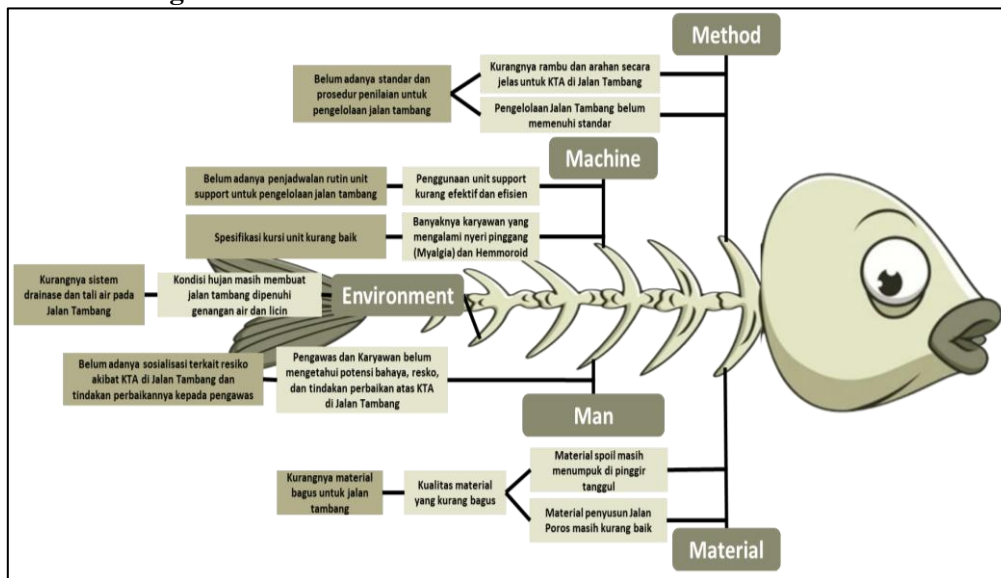 Method
Kurangnya rambu dan arahan secara
jelas untuk KTA di Jalan Tambang
Belum adanya standar dan
prosedur penilaian untuk
pengelolaan jalan tambang
Pengelolaan Jalan Tambang belum
memenuhi standar
Machine
Belum adanya penjadwalan rutin unit
support untuk pengelolaan jalan tambang
Penggunaan unit support
kurang efektif dan efisien
Spesifikasi kursi unit kurang baik
Banyaknya karyawan yang
mengalami nyeri pinggang
(Myalgia) dan Hemmoroid
Kurangnya sistem
drainase dan tali air pada
Jalan Tambang
Kondisi hujan masih membuat
jalan tambang dipenuhi
genangan air dan licin
Environment
Belum adanya sosialisasi terkait resiko
akibat KTA di Jalan Tambang dan
tindakan perbaikannya kepada pengawas
Pengawas dan Karyawan belum
mengetahui potensi bahaya, resko,
dan tindakan perbaikan atas KTA
di Jalan Tambang
Man
Kurangnya material
bagus untuk jalan
tambang
Kualitas material
yang kurang bagus
Material spoil masih
menumpuk di pinggir
tanggul
Material penyusun Jalan
Poros masih kurang baik
Material